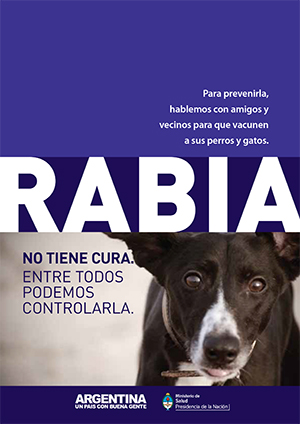 Para prevenirla,
hablemos con amigos y
vecinos para que vacunen
a sus perros y gatos.
RABIA
NO TIENE CURA.
ENTRE TODOS
PODEMOS
CONTROLARLA.
ARGENTINA
UN PAIS CON BUENA GENTE
Ministerio de
Salud
Presidencia de la Nación